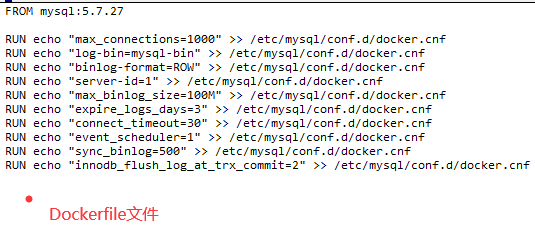 FROM mysql:5.7.27
RUN echo "max_connections=1000" >> /etc/mysql/conf.d/docker.cnf
RUN echo "log-bin=mysql-bin" >> /etc/mysql/conf.d/docker.cnf
RUN echo "binlog-format=ROW" >> /etc/mysql/conf.d/docker.cnf
RUN echo "server-id=1" >> /etc/mysql/conf.d/docker.cnf
RUN echo "max_binlog_size=100M" >> /etc/mysql/conf.d/docker.cnf
RUN echo "expire_logs_days=3" >> /etc/mysql/conf.d/docker.cnf
RUN echo "connect_timeout=30" >> /etc/mysql/conf.d/docker.cnf
RUN echo "event_scheduler=1" >> /etc/mysql/conf.d/docker.cnf
RUN echo "sync_binlog=500" >> /etc/mysql/conf.d/docker.cnf
RUN echo "innodb_flush_log_at_trx_commit=2" >> /etc/mysql/conf.d/docker.cnf
Dockerfile文件